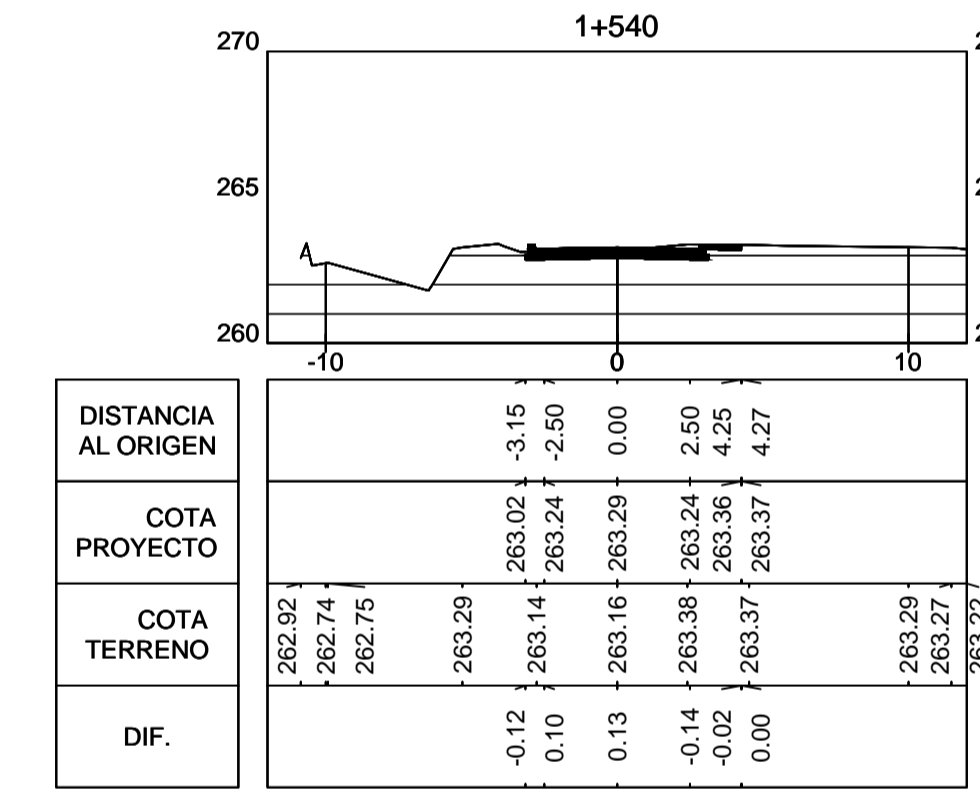 1+540
270
265
260
-10 0 10
DISTANCIA
AL ORIGEN
-3.15 -2.50 0.00 2.50 4.25 4.27
COTA
PROYECTO
263.02 263.24 263.29 263.24 263.36 263.37
COTA
TERRENO
262.92 262.74 262.75 263.29 263.14 263.16 263.38 263.37 263.29 263.27
DIF.
-0.12 0.10 0.13 -0.14 -0.02 0.00